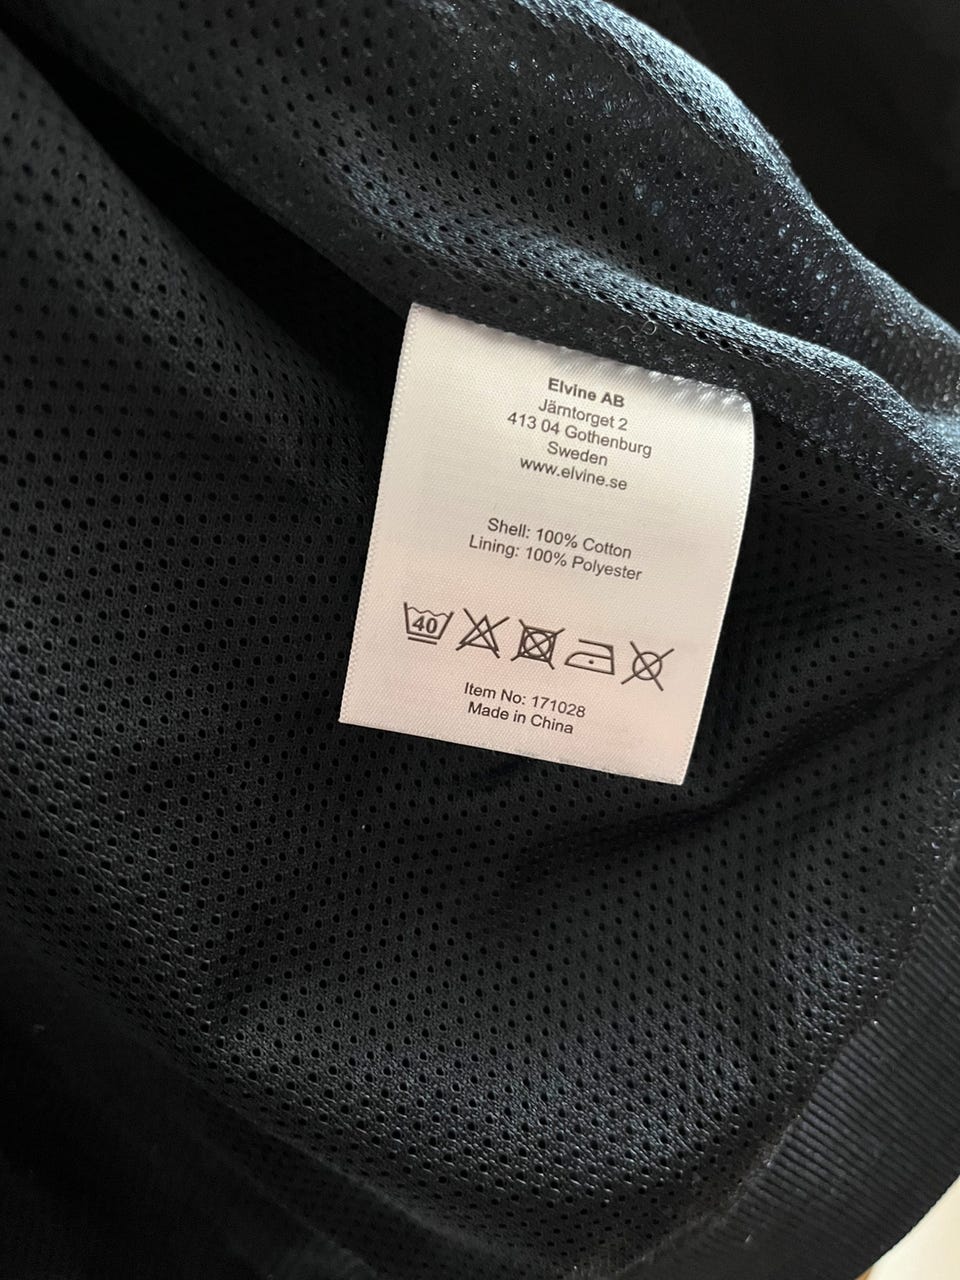 Elvine AB
Järntorget 2
413 04 Gothenburg
Sweden
www.elvine.se
Shell: 100% Cotton
Lining: 100% Polyester
40
Item No: 171028
Made in China